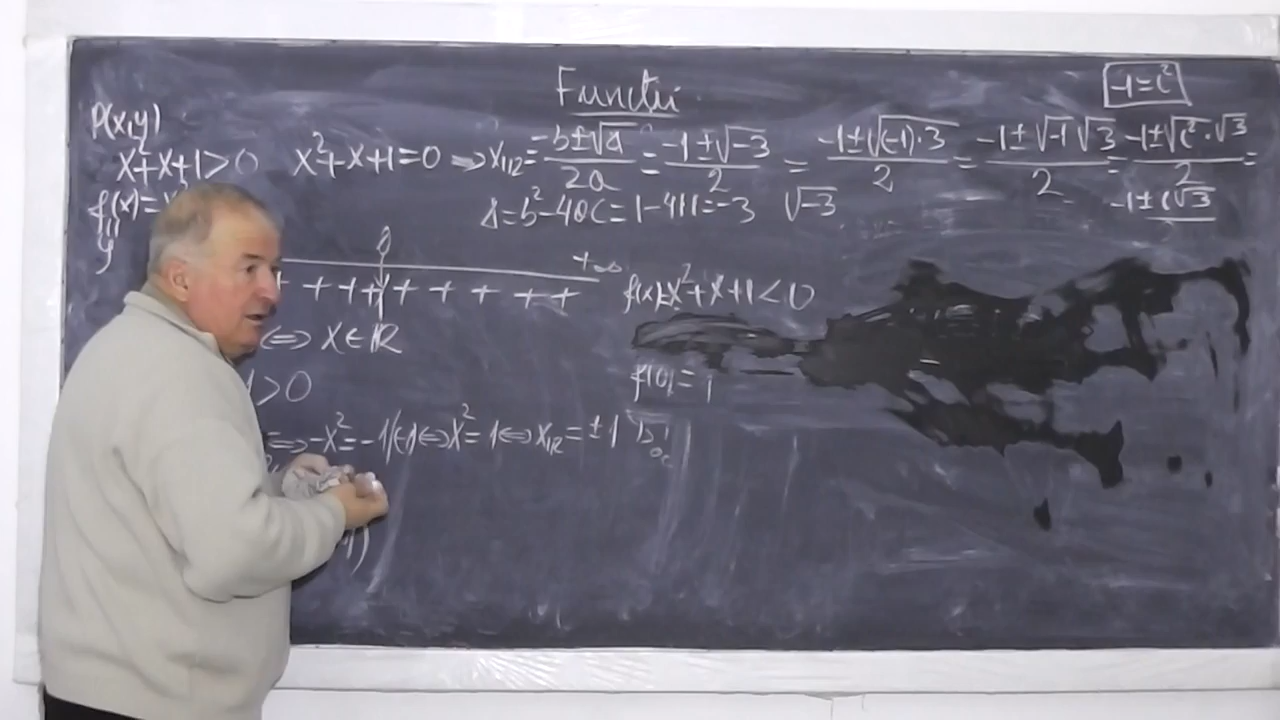 Funcții
-1=i²
P(x,y)
x²+x+1>0 x²+x+1=0 ⇒ x₁,₂= (-b±√Δ)/2a = (-1±√-3)/2 = (-1±√(-1)·3)/2 = (-1±√-1 √3)/2 = (-1±√i²·√3)/2 =
f(x)= Δ=b²-4ac=1-4·1·1=-3 √-3 -1±i√3
y
+∞
+ + + + + + + + + f(x)=x²+x+1<0
⇔ x∈ℝ
>0 f(0)=1
⇔ -x²=-1/(-1) ⇔ x²=1 ⇔ x₁,₂=±1